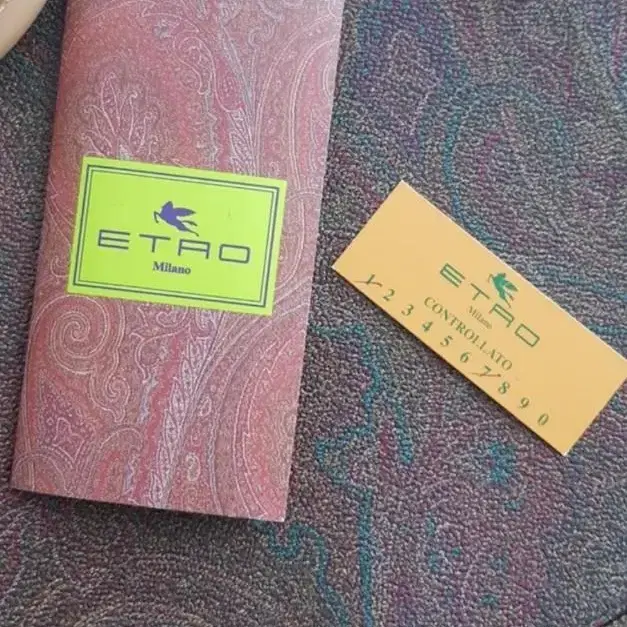 ETRO
Milano
ETRO
Milano
CONTROLLATO
1 2 3 4 5 6 7 8 9 0